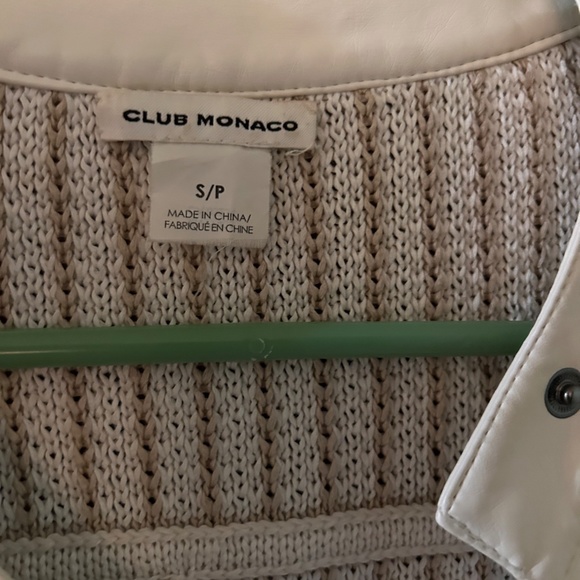 CLUB MONACO
S/P
MADE IN CHINA/
FABRIQUÉ EN CHINE